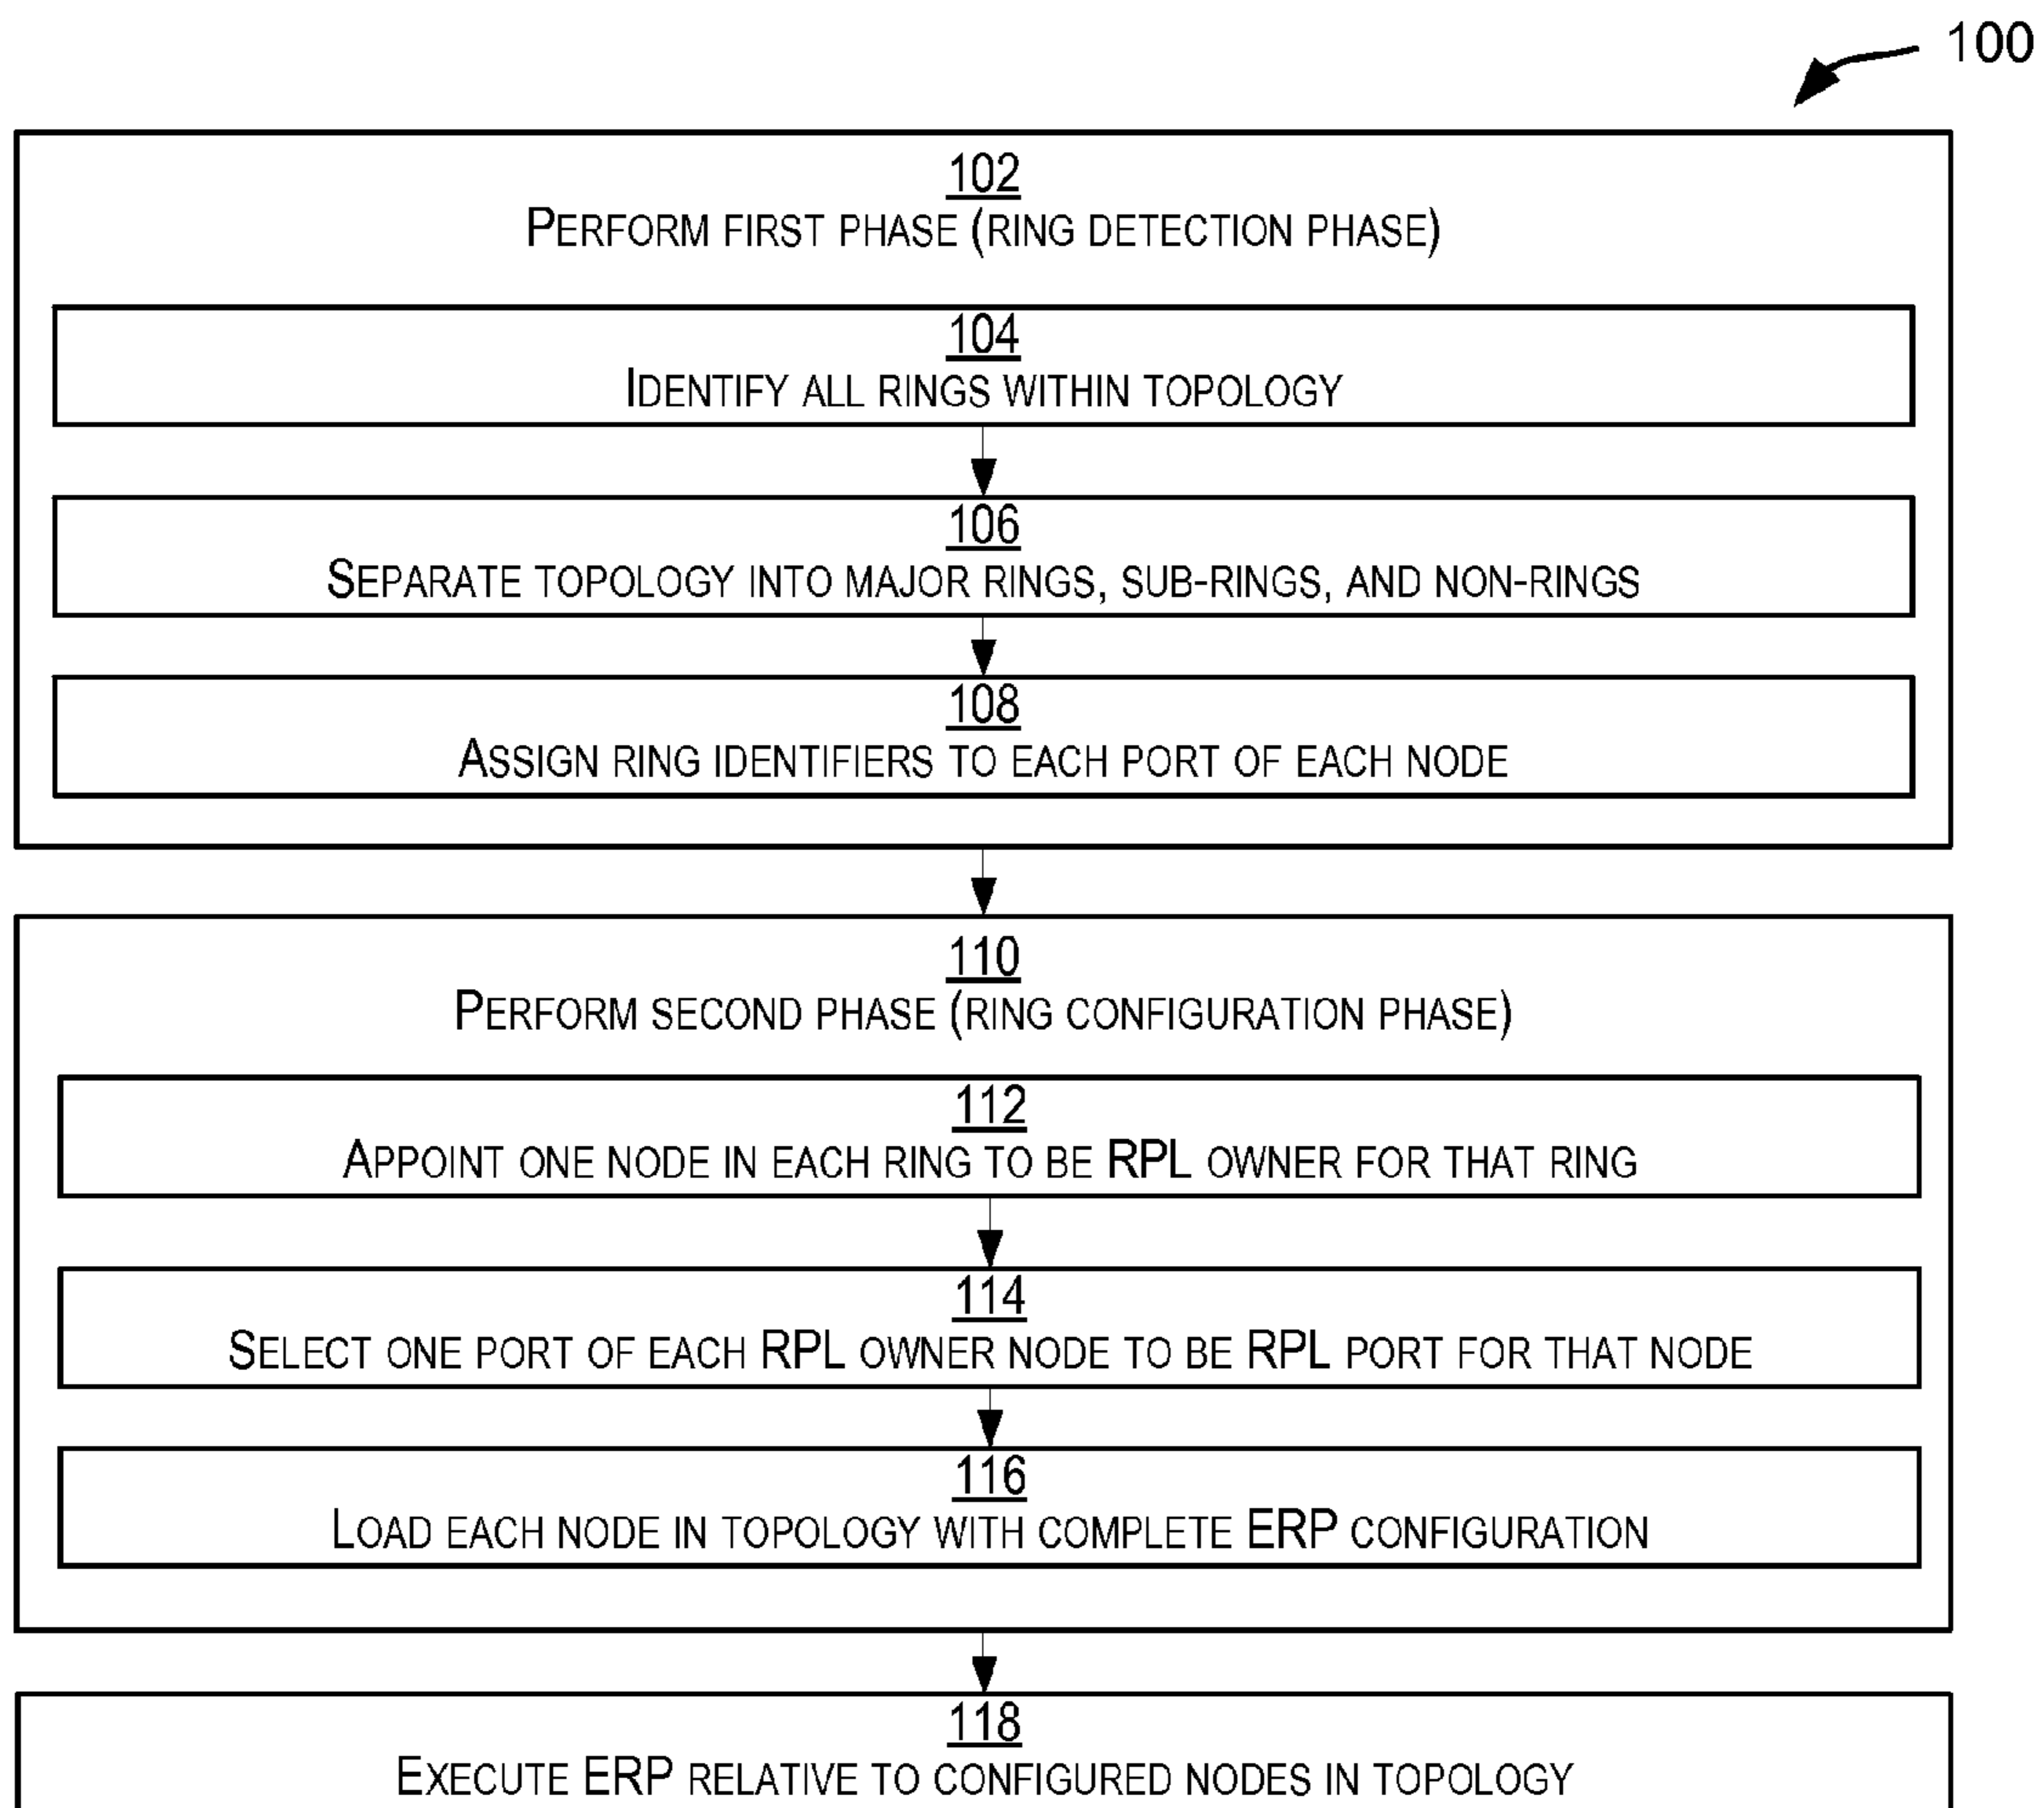 100
102
PERFORM FIRST PHASE (RING DETECTION PHASE)
104
IDENTIFY ALL RINGS WITHIN TOPOLOGY
106
SEPARATE TOPOLOGY INTO MAJOR RINGS, SUB-RINGS, AND NON-RINGS
108
ASSIGN RING IDENTIFIERS TO EACH PORT OF EACH NODE
110
PERFORM SECOND PHASE (RING CONFIGURATION PHASE)
112
APPOINT ONE NODE IN EACH RING TO BE RPL OWNER FOR THAT RING
114
SELECT ONE PORT OF EACH RPL OWNER NODE TO BE RPL PORT FOR THAT NODE
116
LOAD EACH NODE IN TOPOLOGY WITH COMPLETE ERP CONFIGURATION
118
EXECUTE ERP RELATIVE TO CONFIGURED NODES IN TOPOLOGY